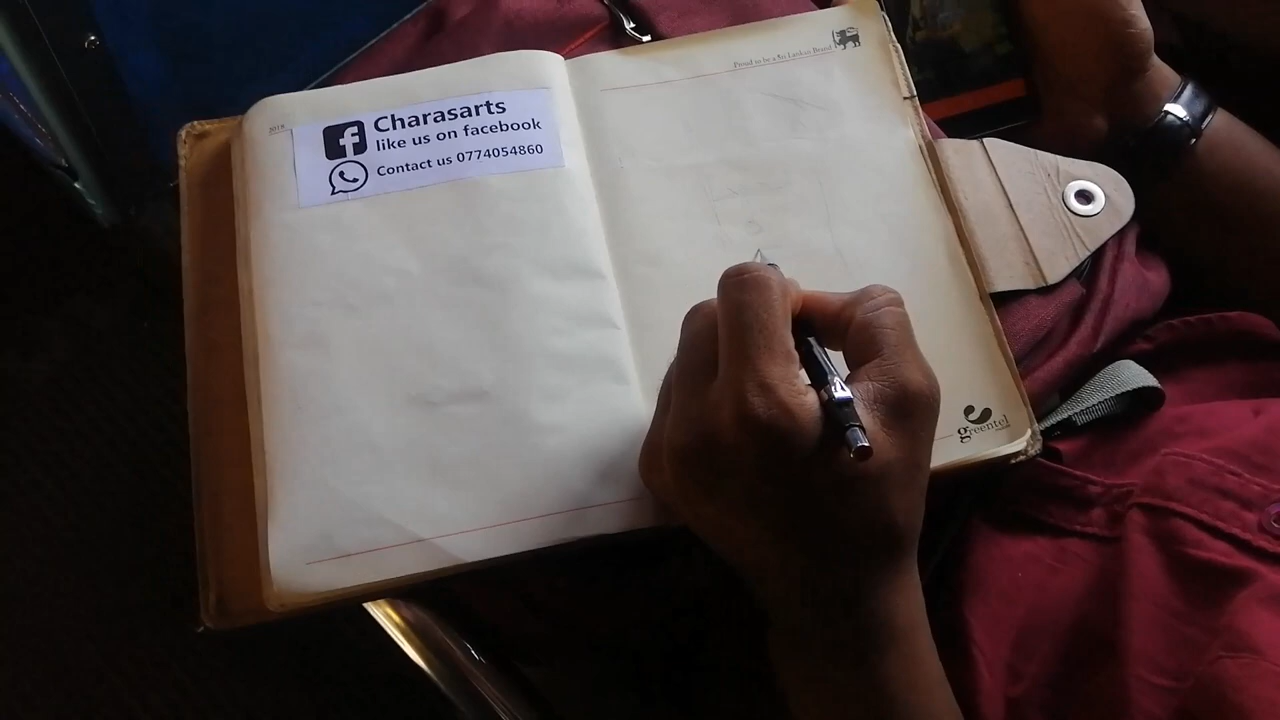 2018
Charasarts
like us on facebook
Contact us 0774054860
Proud to be a Sri Lankan Brand
greentel